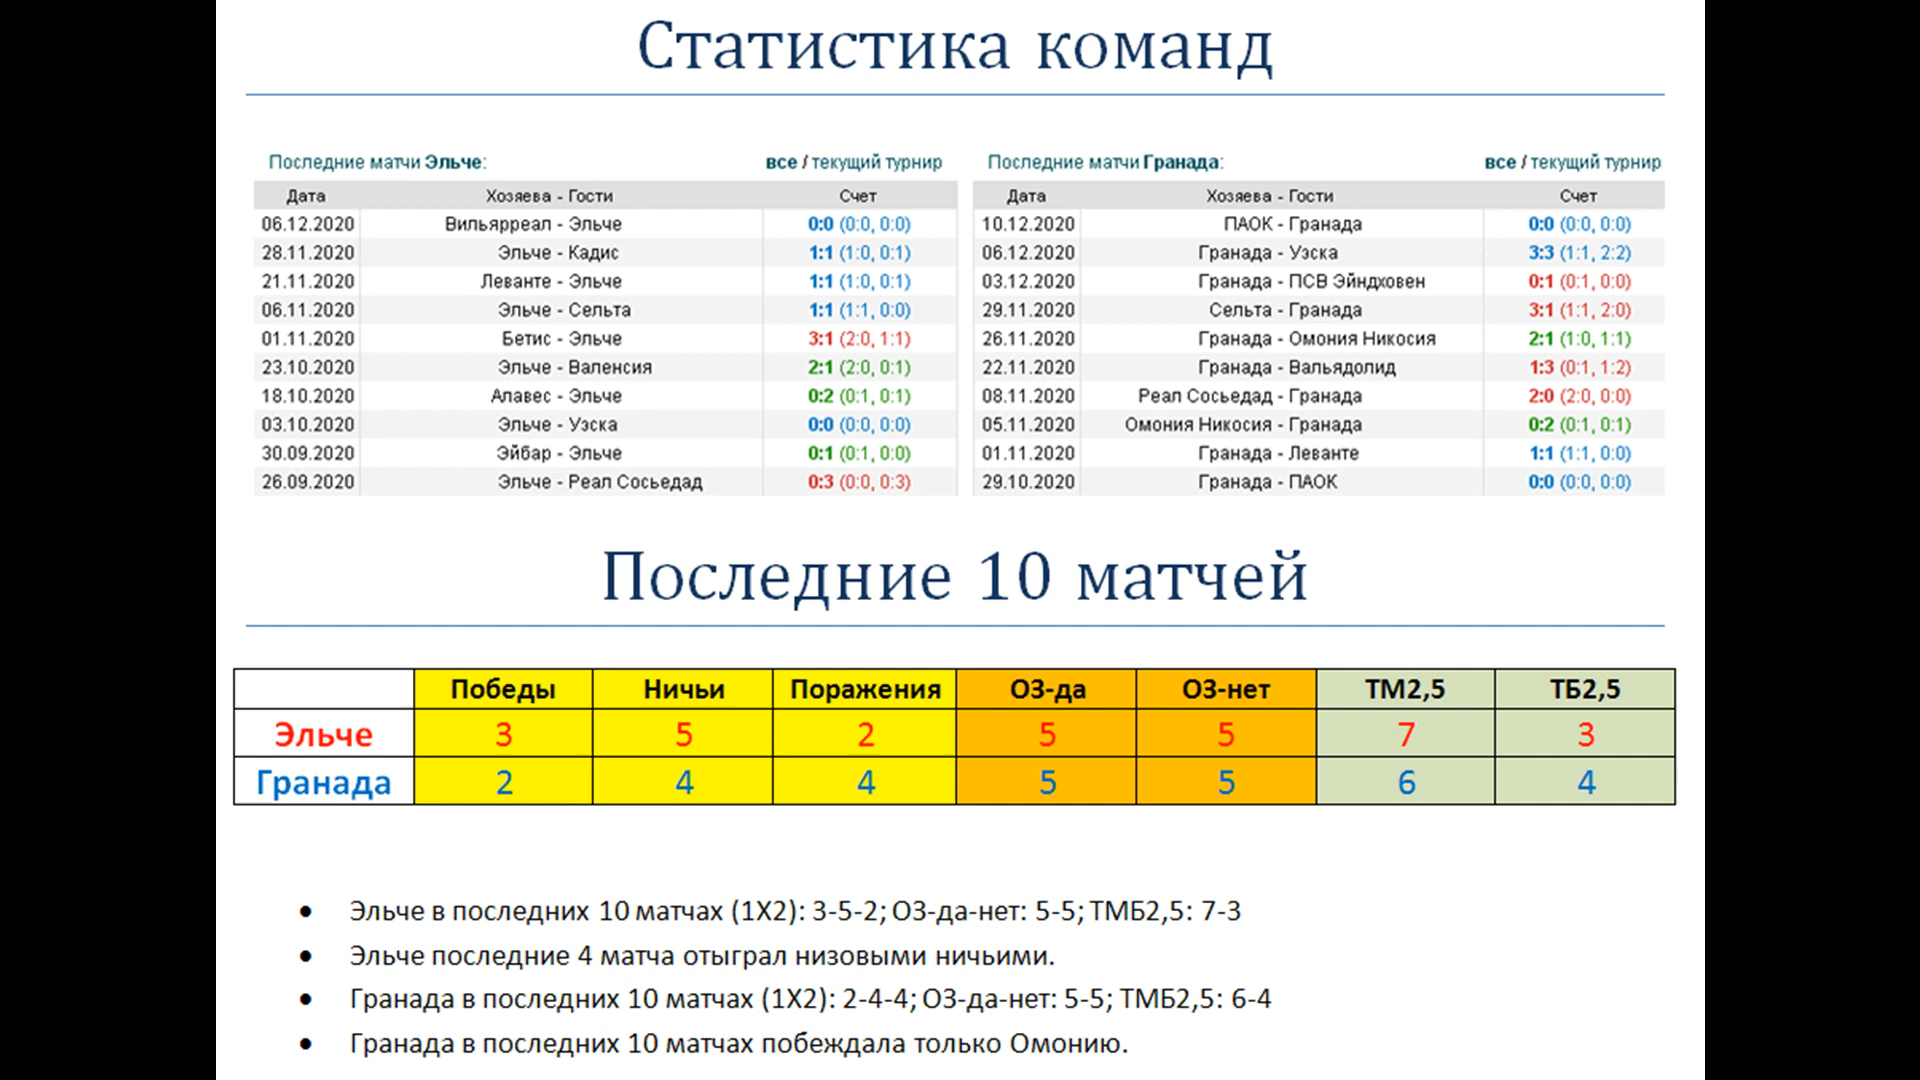 Статистика команд
Последние матчи Эльче: все / текущий турнир
Дата Хозяева - Гости Счет
06.12.2020 Вильярреал - Эльче 0:0 (0:0, 0:0)
28.11.2020 Эльче - Кадис 1:1 (1:0, 0:1)
21.11.2020 Леванте - Эльче 1:1 (1:0, 0:1)
06.11.2020 Эльче - Сельта 1:1 (1:1, 0:0)
01.11.2020 Бетис - Эльче 3:1 (2:0, 1:1)
23.10.2020 Эльче - Валенсия 2:1 (2:0, 0:1)
18.10.2020 Алавес - Эльче 0:2 (0:1, 0:1)
03.10.2020 Эльче - Уэска 0:0 (0:0, 0:0)
30.09.2020 Эйбар - Эльче 0:1 (0:1, 0:0)
26.09.2020 Эльче - Реал Сосьедад 0:3 (0:0, 0:3)
Последние матчи Гранада: все / текущий турнир
Дата Хозяева - Гости Счет
10.12.2020 ПАОК - Гранада 0:0 (0:0, 0:0)
06.12.2020 Гранада - Уэска 3:3 (1:1, 2:2)
03.12.2020 Гранада - ПСВ Эйндховен 0:1 (0:1, 0:0)
29.11.2020 Сельта - Гранада 3:1 (1:1, 2:0)
26.11.2020 Гранада - Омония Никосия 2:1 (1:0, 1:1)
22.11.2020 Гранада - Вальядолид 1:3 (0:1, 1:2)
08.11.2020 Реал Сосьедад - Гранада 2:0 (2:0, 0:0)
05.11.2020 Омония Никосия - Гранада 0:2 (0:1, 0:1)
01.11.2020 Гранада - Леванте 1:1 (1:1, 0:0)
29.10.2020 Гранада - ПАОК 0:0 (0:0, 0:0)
Последние 10 матчей
Победы Ничьи Поражения ОЗ-да ОЗ-нет ТМ2,5 ТБ2,5
Эльче 3 5 2 5 5 7 3
Гранада 2 4 4 5 5 6 4
• Эльче в последних 10 матчах (1X2): 3-5-2; ОЗ-да-нет: 5-5; ТМБ2,5: 7-3
• Эльче последние 4 матча отыграл низовыми ничьими.
• Гранада в последних 10 матчах (1X2): 2-4-4; ОЗ-да-нет: 5-5; ТМБ2,5: 6-4
• Гранада в последних 10 матчах побеждала только Омонию.